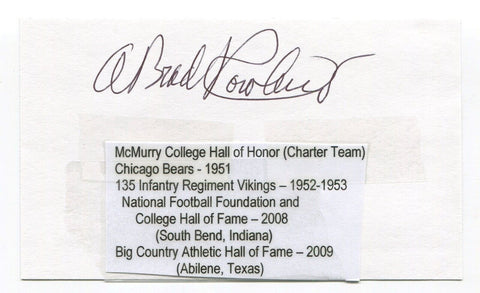 A Brad Rowland
McMurry College Hall of Honor (Charter Team)
Chicago Bears - 1951
135 Infantry Regiment Vikings – 1952-1953
National Football Foundation and
College Hall of Fame – 2008
(South Bend, Indiana)
Big Country Athletic Hall of Fame – 2009
(Abilene, Texas)